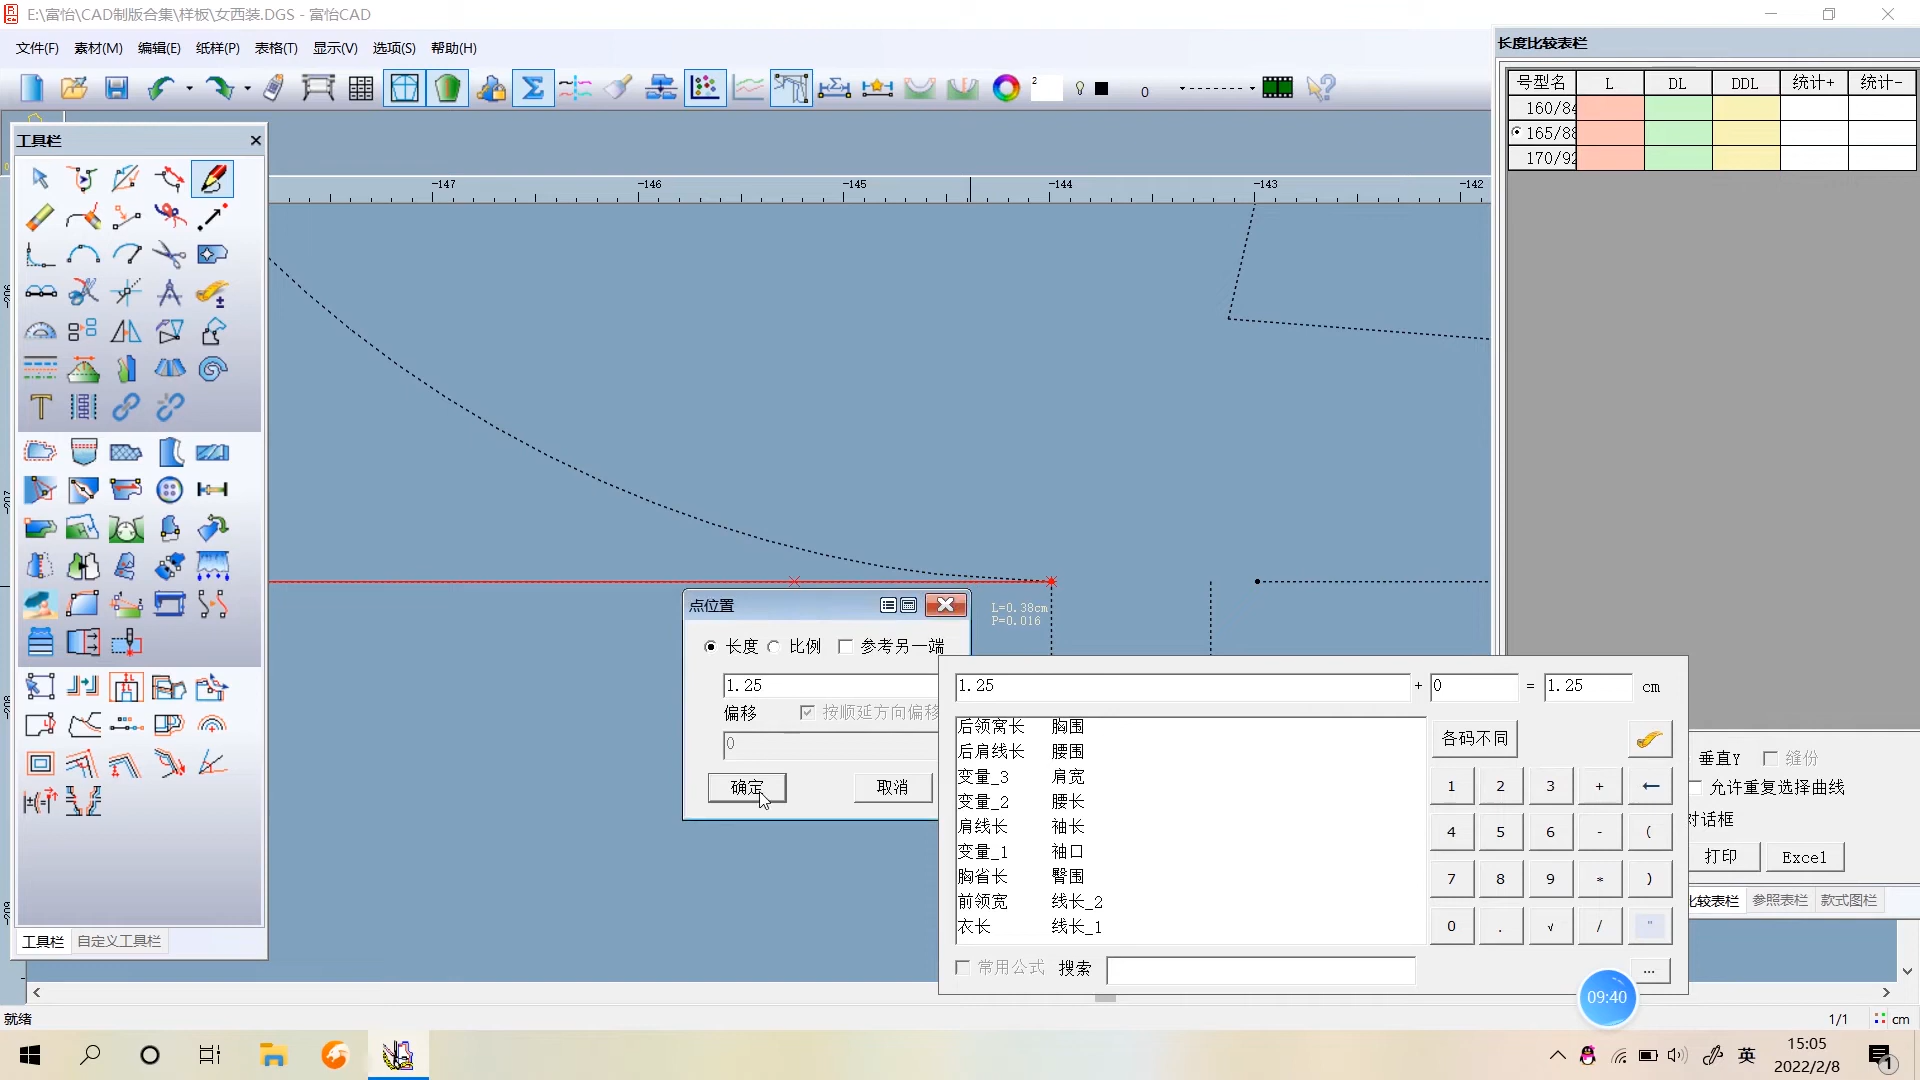 E:\富怡\CAD制版合集\样板\女西装.DGS - 富怡CAD
文件(F) 素材(M) 编辑(E) 纸样(P) 表格(T) 显示(V) 选项(S) 帮助(H)
2
0
长度比较表栏
号型名 L DL DDL 统计+ 统计-
160/84
165/88
170/92
工具栏
-147 -146 -145 -144 -143 -142
L=0.38cm
P=0.016
点位置
长度 比例 参考另一端
1.25
偏移 按顺延方向偏移
0
确定 取消
1.25 + 0 = 1.25 cm
后领窝长 胸围
后肩线长 腰围
变量_3 肩宽
变量_2 腰长
肩线长 袖长
变量_1 袖口
胸省长 臀围
前领宽 线长_2
衣长 线长_1
各码不同
1 2 3 + ←
4 5 6 - (
7 8 9 * )
0 . √ / "
常用公式 搜索
...
垂直Y 缝份
允许重复选择曲线
对话框
打印 Excel
比较表栏 参照表栏 款式图栏
工具栏 自定义工具栏
09:40
就绪
1/1 cm
英
15:05
2022/2/8
1